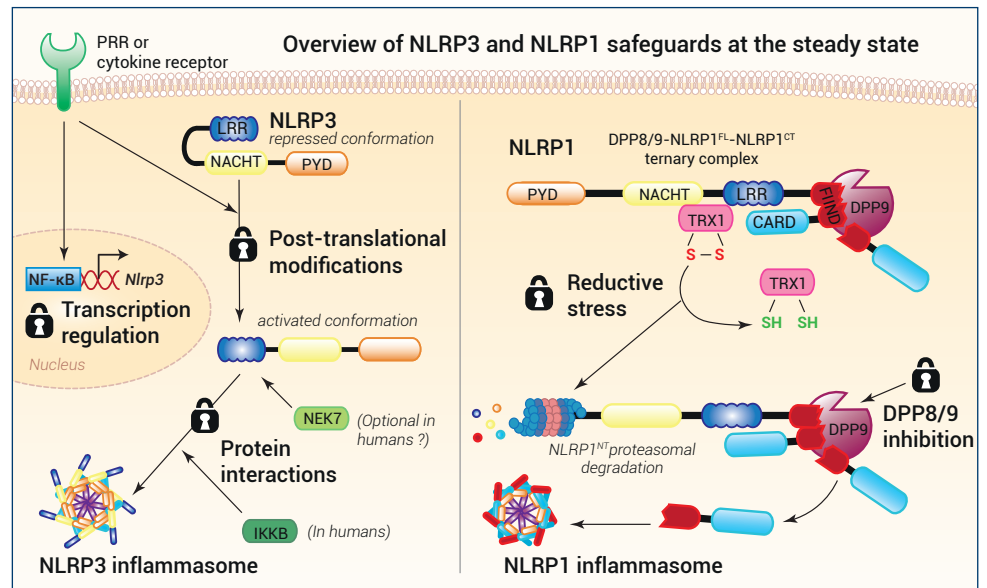 Overview of NLRP3 and NLRP1 safeguards at the steady state
PRR or
cytokine receptor
NLRP3
repressed conformation
LRR
NACHT
PYD
Post-translational
modifications
NF-κB
Nlrp3
Transcription
regulation
Nucleus
activated conformation
NEK7
(Optional in
humans ?)
Protein
interactions
IKKB
(In humans)
NLRP3 inflammasome
NLRP1
DPP8/9-NLRP1FL-NLRP1CT
ternary complex
PYD
NACHT
LRR
FIIND
DPP9
TRX1
CARD
S – S
Reductive
stress
TRX1
SH SH
DPP8/9
inhibition
DPP9
NLRP1NT proteasomal
degradation
NLRP1 inflammasome